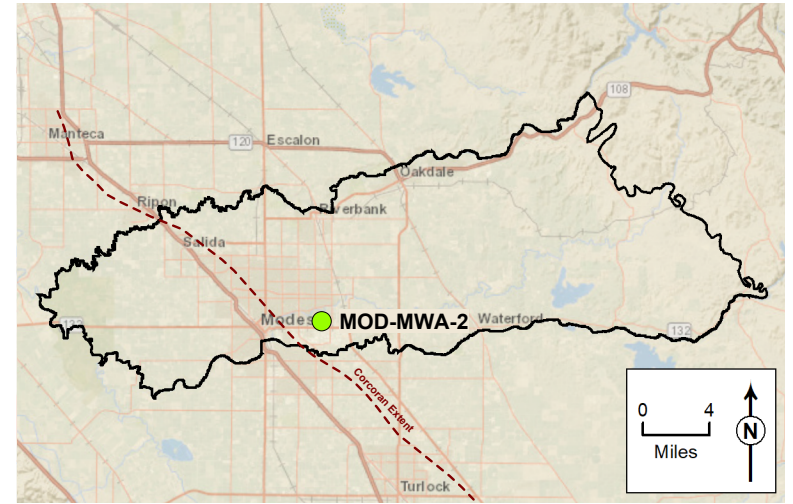 108
Manteca
120
Escalon
Oakdale
Ripon
Riverbank
Salida
Modes
MOD-MWA-2
Waterford
132
132
Corcoran Extent
Turlock
0 4
Miles
N